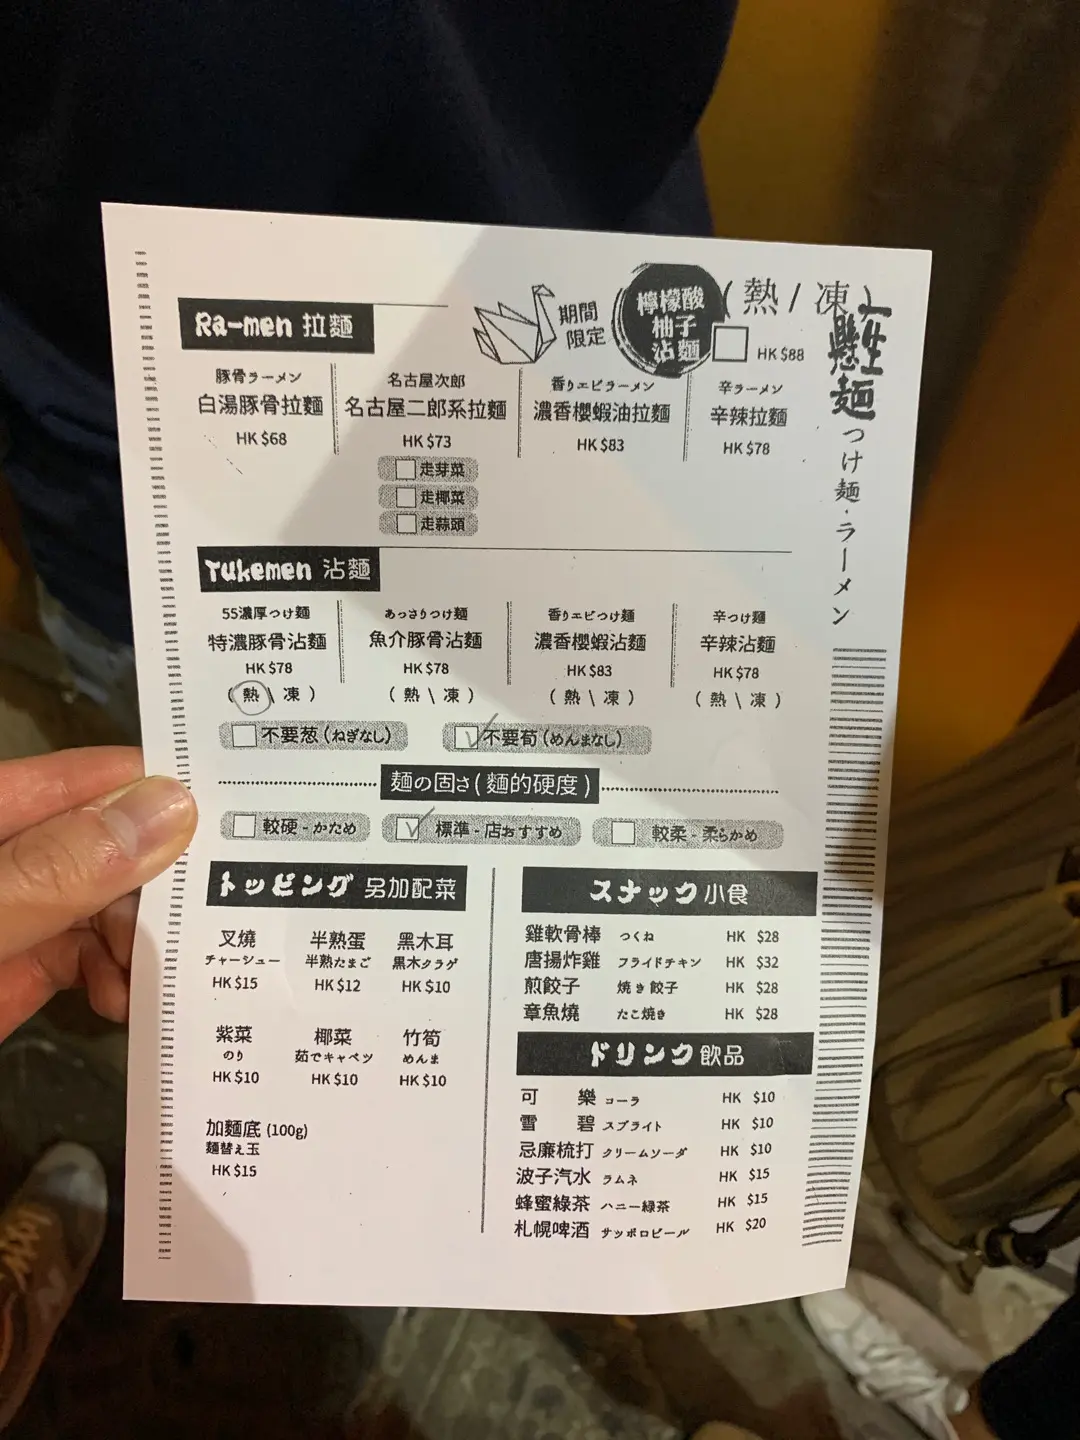 Ra-men 拉麵
期間
限定
檸檬酸
柚子
沾麵
(熱/凍)
HK $88
豚骨ラーメン
白湯豚骨拉麵
HK $68
名古屋次郎
名古屋二郎系拉麵
HK $73
走芽菜
走椰菜
走蒜頭
香りエビラーメン
濃香櫻蝦油拉麵
HK $83
辛ラーメン
辛辣拉麵
HK $78
一生
懸麵
つけ麺・ラーメン
Tukemen 沾麵
55濃厚つけ麺
特濃豚骨沾麵
HK $78
(熱\凍)
あっさりつけ麺
魚介豚骨沾麵
HK $78
(熱\凍)
香りエビつけ麺
濃香櫻蝦沾麵
HK $83
(熱\凍)
辛つけ麺
辛辣沾麵
HK $78
(熱\凍)
不要葱(ねぎなし)
不要荀(めんまなし)
麺の固さ(麵的硬度)
較硬-かため
標準-店おすすめ
較柔-柔らかめ
トッピング 另加配菜
叉燒
チャーシュー
HK $15
半熟蛋
半熟たまご
HK $12
黑木耳
黒木クラゲ
HK $10
紫菜
のり
HK $10
椰菜
茹でキャベツ
HK $10
竹筍
めんま
HK $10
加麵底 (100g)
麺替え玉
HK $15
スナック 小食
雞軟骨棒 つくね HK $28
唐揚炸雞 フライドチキン HK $32
煎餃子 焼き餃子 HK $28
章魚燒 たこ焼き HK $28
ドリンク 飲品
可樂 コーラ HK $10
雪碧 スプライト HK $10
忌廉梳打 クリームソーダ HK $10
波子汽水 ラムネ HK $15
蜂蜜綠茶 ハニー緑茶 HK $15
札幌啤酒 サッポロビール HK $20